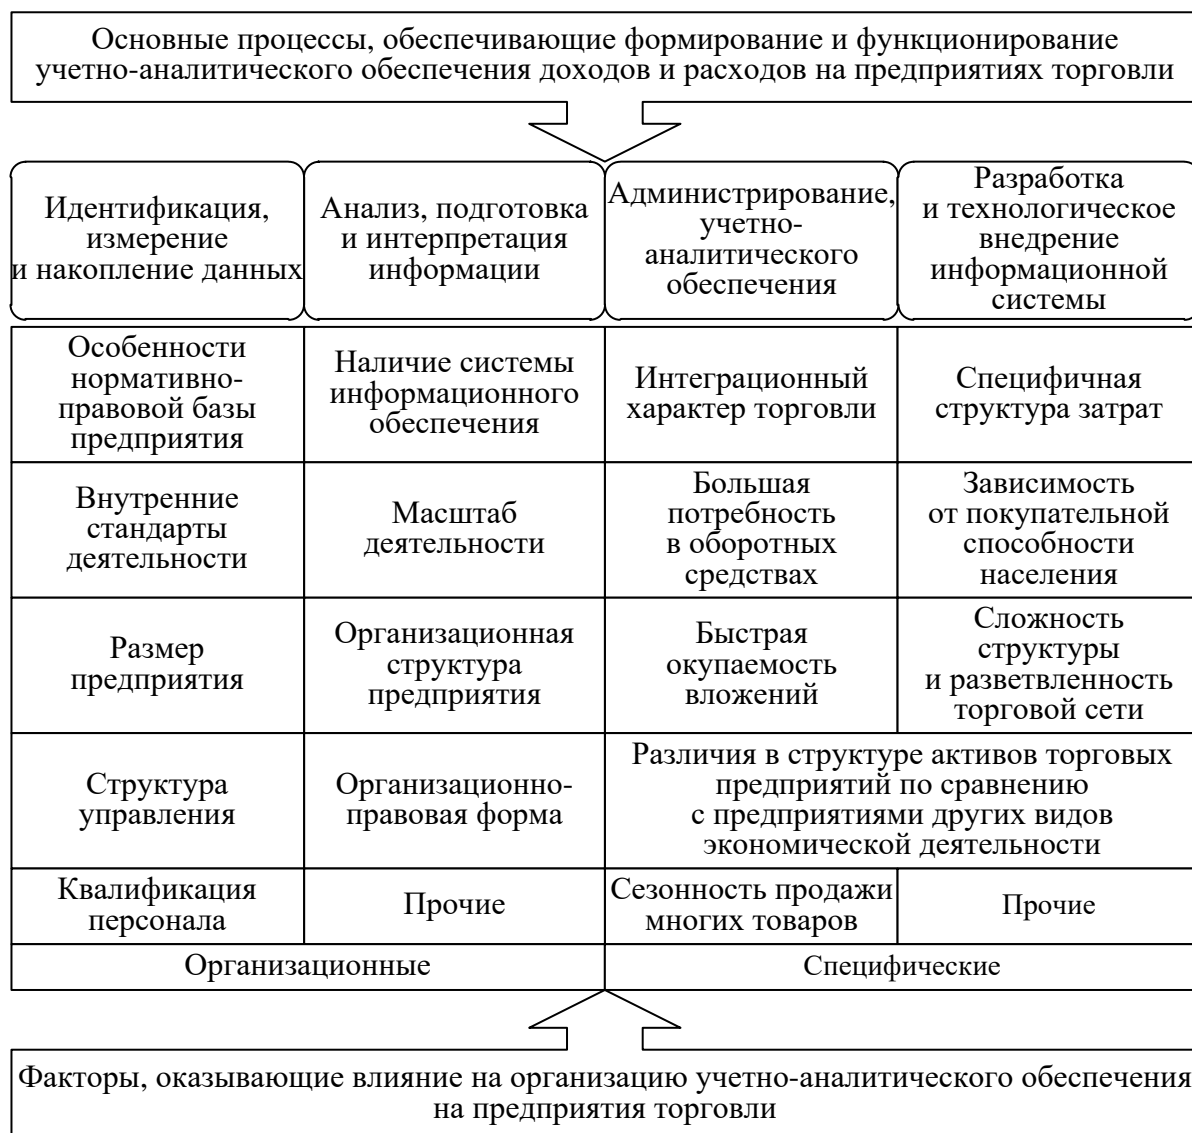 Основные процессы, обеспечивающие формирование и функционирование
учетно-аналитического обеспечения доходов и расходов на предприятиях торговли
Идентификация,
измерение
и накопление данных
Анализ, подготовка
и интерпретация
информации
Администрирование,
учетно-
аналитического
обеспечения
Разработка
и технологическое
внедрение
информационной
системы
Особенности
нормативно-
правовой базы
предприятия
Наличие системы
информационного
обеспечения
Интеграционный
характер торговли
Специфичная
структура затрат
Внутренние
стандарты
деятельности
Масштаб
деятельности
Большая
потребность
в оборотных
средствах
Зависимость
от покупательной
способности
населения
Размер
предприятия
Организационная
структура
предприятия
Быстрая
окупаемость
вложений
Сложность
структуры
и разветвленность
торговой сети
Структура
управления
Организационно-
правовая форма
Различия в структуре активов торговых
предприятий по сравнению
с предприятиями других видов
экономической деятельности
Квалификация
персонала
Прочие
Сезонность продажи
многих товаров
Прочие
Организационные
Специфические
Факторы, оказывающие влияние на организацию учетно-аналитического обеспечения
на предприятия торговли